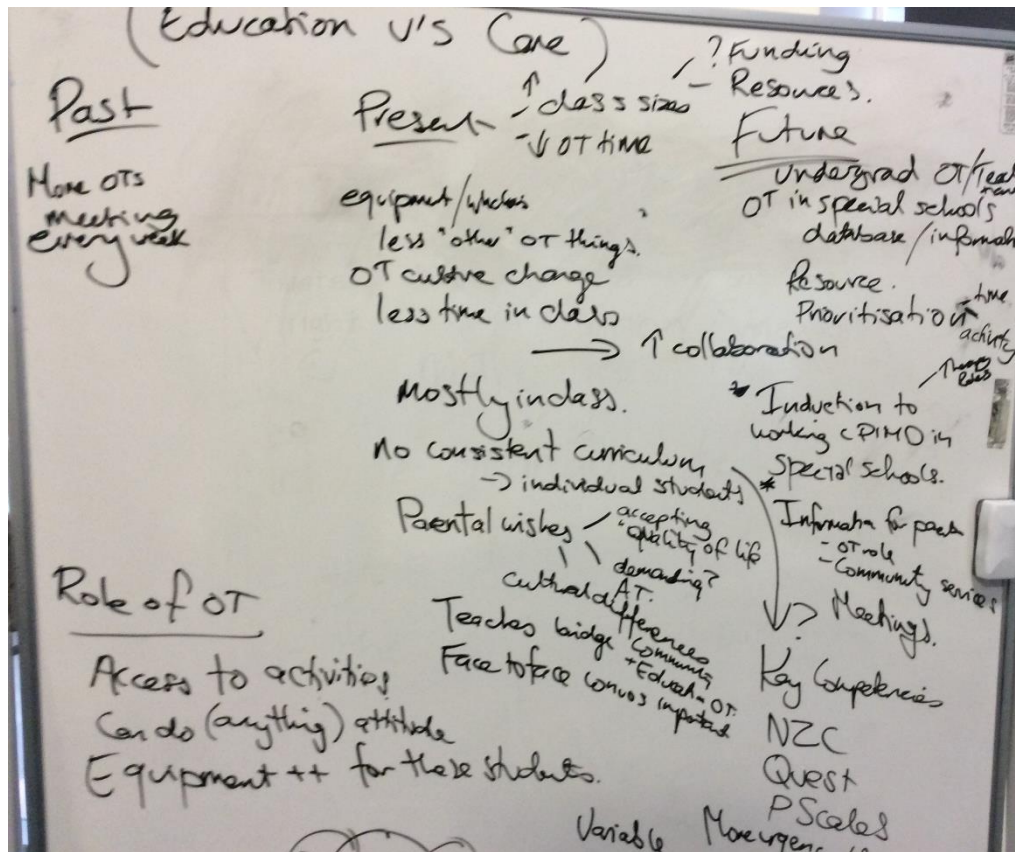 (Education V'S Care)
Past
More OTs
meeting
every week
Present
- ↑ class sizes
- ↓ OT time
? Funding
- Resources.
equipment/
less "other" OT things.
OT culture change
less time in class
→ ↑ collaboration
Mostly in class.
No consistent curriculum
→ individual students
Parental wishes
accepting
"quality of life
demanding?
A.T.
cultural differences
Teachers bridge Community
+ Education OT.
Face to face convos important
Future
Undergrad OT/
OT in special schools
database/
Resource.
Prioritisation
- time
activity
* Induction to
working c PIMD in
Special schools.
* Information for
- OT role
- Community services
Meetings.
?
Key Competencies
NZC
Quest
P Scales
Role of OT
Access to activities
Can do (anything) attitude
Equipment ++ for these students.
Variable
More